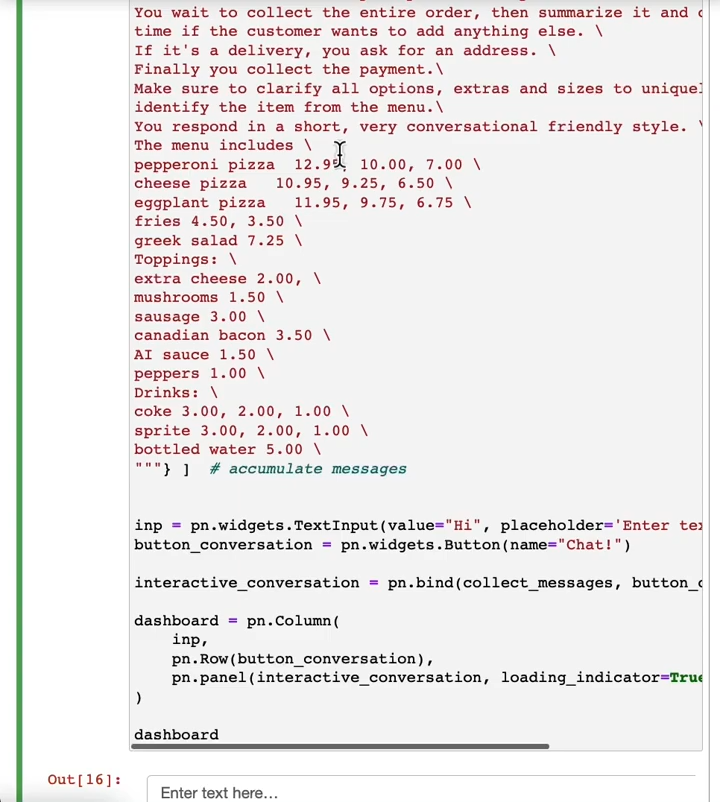 You wait to collect the entire order, then summarize it and
time if the customer wants to add anything else. \
If it's a delivery, you ask for an address. \
Finally you collect the payment.\
Make sure to clarify all options, extras and sizes to
identify the item from the menu.\
You respond in a short, very conversational friendly style. \
The menu includes \
pepperoni pizza 12.95, 10.00, 7.00 \
cheese pizza 10.95, 9.25, 6.50 \
eggplant pizza 11.95, 9.75, 6.75 \
fries 4.50, 3.50 \
greek salad 7.25 \
Toppings: \
extra cheese 2.00, \
mushrooms 1.50 \
sausage 3.00 \
canadian bacon 3.50 \
AI sauce 1.50 \
peppers 1.00 \
Drinks: \
coke 3.00, 2.00, 1.00 \
sprite 3.00, 2.00, 1.00 \
bottled water 5.00 \
"""} ] # accumulate messages
inp = pn.widgets.TextInput(value="Hi", placeholder='Enter
button_conversation = pn.widgets.Button(name="Chat!")
interactive_conversation = pn.bind(collect_messages,
dashboard = pn.Column(
inp,
pn.Row(button_conversation),
pn.panel(interactive_conversation, loading_indicator=True
)
dashboard
Out[16]:
Enter text here...